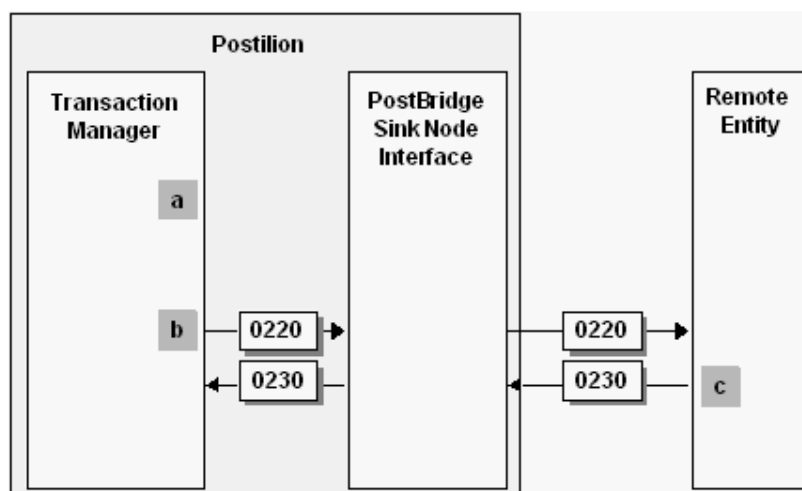 Postilion
Transaction
Manager
PostBridge
Sink Node
Interface
Remote
Entity
a
b
0220
0220
0230
0230
c